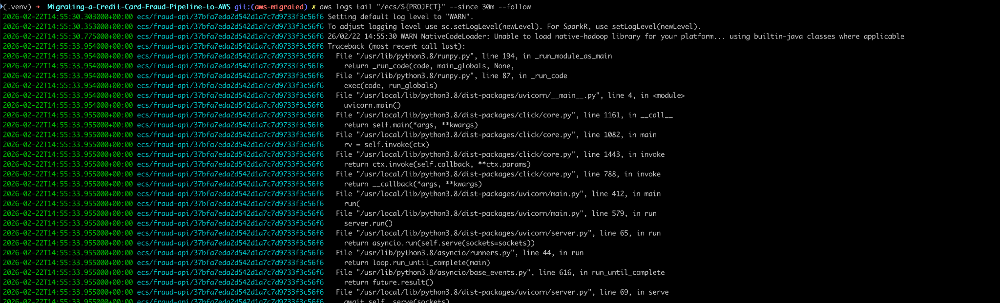 (.venv) ➜ Migrating-a-Credit-Card-Fraud-Pipeline-to-AWS git:(aws-migrated) ✗ aws logs tail "/ecs/${PROJECT}" --since 30m --follow
2026-02-22T14:55:30.303000+00:00 ecs/fraud-api/37bfa7eda2d542d1a7c7d9733f3c56f6 Setting default log level to "WARN".
2026-02-22T14:55:30.353000+00:00 ecs/fraud-api/37bfa7eda2d542d1a7c7d9733f3c56f6 To adjust logging level use sc.setLogLevel(newLevel). For SparkR, use setLogLevel(newLevel).
2026-02-22T14:55:30.775000+00:00 ecs/fraud-api/37bfa7eda2d542d1a7c7d9733f3c56f6 26/02/22 14:55:30 WARN NativeCodeLoader: Unable to load native-hadoop library for your platform... using builtin-java classes where applicable
2026-02-22T14:55:33.954000+00:00 ecs/fraud-api/37bfa7eda2d542d1a7c7d9733f3c56f6 Traceback (most recent call last):
2026-02-22T14:55:33.954000+00:00 ecs/fraud-api/37bfa7eda2d542d1a7c7d9733f3c56f6   File "/usr/lib/python3.8/runpy.py", line 194, in _run_module_as_main
2026-02-22T14:55:33.954000+00:00 ecs/fraud-api/37bfa7eda2d542d1a7c7d9733f3c56f6     return _run_code(code, main_globals, None,
2026-02-22T14:55:33.954000+00:00 ecs/fraud-api/37bfa7eda2d542d1a7c7d9733f3c56f6   File "/usr/lib/python3.8/runpy.py", line 87, in _run_code
2026-02-22T14:55:33.954000+00:00 ecs/fraud-api/37bfa7eda2d542d1a7c7d9733f3c56f6     exec(code, run_globals)
2026-02-22T14:55:33.954000+00:00 ecs/fraud-api/37bfa7eda2d542d1a7c7d9733f3c56f6   File "/usr/local/lib/python3.8/dist-packages/uvicorn/__main__.py", line 4, in <module>
2026-02-22T14:55:33.954000+00:00 ecs/fraud-api/37bfa7eda2d542d1a7c7d9733f3c56f6     uvicorn.main()
2026-02-22T14:55:33.955000+00:00 ecs/fraud-api/37bfa7eda2d542d1a7c7d9733f3c56f6   File "/usr/local/lib/python3.8/dist-packages/click/core.py", line 1161, in __call__
2026-02-22T14:55:33.955000+00:00 ecs/fraud-api/37bfa7eda2d542d1a7c7d9733f3c56f6     return self.main(*args, **kwargs)
2026-02-22T14:55:33.955000+00:00 ecs/fraud-api/37bfa7eda2d542d1a7c7d9733f3c56f6   File "/usr/local/lib/python3.8/dist-packages/click/core.py", line 1082, in main
2026-02-22T14:55:33.955000+00:00 ecs/fraud-api/37bfa7eda2d542d1a7c7d9733f3c56f6     rv = self.invoke(ctx)
2026-02-22T14:55:33.955000+00:00 ecs/fraud-api/37bfa7eda2d542d1a7c7d9733f3c56f6   File "/usr/local/lib/python3.8/dist-packages/click/core.py", line 1443, in invoke
2026-02-22T14:55:33.955000+00:00 ecs/fraud-api/37bfa7eda2d542d1a7c7d9733f3c56f6     return ctx.invoke(self.callback, **ctx.params)
2026-02-22T14:55:33.955000+00:00 ecs/fraud-api/37bfa7eda2d542d1a7c7d9733f3c56f6   File "/usr/local/lib/python3.8/dist-packages/click/core.py", line 788, in invoke
2026-02-22T14:55:33.955000+00:00 ecs/fraud-api/37bfa7eda2d542d1a7c7d9733f3c56f6     return __callback(*args, **kwargs)
2026-02-22T14:55:33.955000+00:00 ecs/fraud-api/37bfa7eda2d542d1a7c7d9733f3c56f6   File "/usr/local/lib/python3.8/dist-packages/uvicorn/main.py", line 412, in main
2026-02-22T14:55:33.955000+00:00 ecs/fraud-api/37bfa7eda2d542d1a7c7d9733f3c56f6     run(
2026-02-22T14:55:33.955000+00:00 ecs/fraud-api/37bfa7eda2d542d1a7c7d9733f3c56f6   File "/usr/local/lib/python3.8/dist-packages/uvicorn/main.py", line 579, in run
2026-02-22T14:55:33.955000+00:00 ecs/fraud-api/37bfa7eda2d542d1a7c7d9733f3c56f6     server.run()
2026-02-22T14:55:33.955000+00:00 ecs/fraud-api/37bfa7eda2d542d1a7c7d9733f3c56f6   File "/usr/local/lib/python3.8/dist-packages/uvicorn/server.py", line 65, in run
2026-02-22T14:55:33.955000+00:00 ecs/fraud-api/37bfa7eda2d542d1a7c7d9733f3c56f6     return asyncio.run(self.serve(sockets=sockets))
2026-02-22T14:55:33.955000+00:00 ecs/fraud-api/37bfa7eda2d542d1a7c7d9733f3c56f6   File "/usr/lib/python3.8/asyncio/runners.py", line 44, in run
2026-02-22T14:55:33.955000+00:00 ecs/fraud-api/37bfa7eda2d542d1a7c7d9733f3c56f6     return loop.run_until_complete(main)
2026-02-22T14:55:33.955000+00:00 ecs/fraud-api/37bfa7eda2d542d1a7c7d9733f3c56f6   File "/usr/lib/python3.8/asyncio/base_events.py", line 616, in run_until_complete
2026-02-22T14:55:33.955000+00:00 ecs/fraud-api/37bfa7eda2d542d1a7c7d9733f3c56f6     return future.result()
2026-02-22T14:55:33.955000+00:00 ecs/fraud-api/37bfa7eda2d542d1a7c7d9733f3c56f6   File "/usr/local/lib/python3.8/dist-packages/uvicorn/server.py", line 69, in serve
2026-02-22T14:55:33.955000+00:00 ecs/fraud-api/37bfa7eda2d542d1a7c7d9733f3c56f6     await self._serve(sockets)